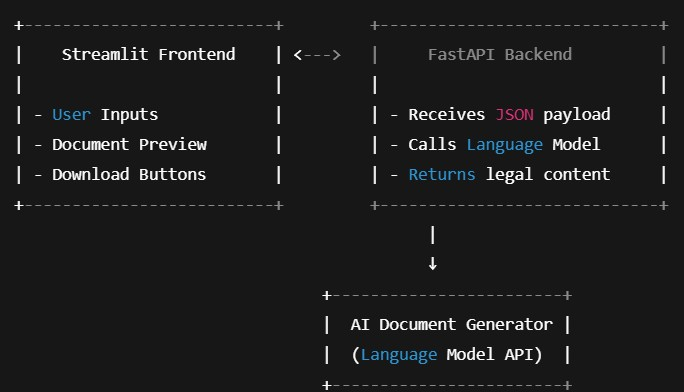 +--------------------------+         +------------------------------+
|    Streamlit Frontend    | <--->   |     FastAPI Backend          |
|                          |         |                              |
| - User Inputs            |         | - Receives JSON payload      |
| - Document Preview       |         | - Calls Language Model       |
| - Download Buttons       |         | - Returns legal content      |
+--------------------------+         +------------------------------+
                                           |
                                           ↓
                                +------------------------+
                                |  AI Document Generator |
                                |  (Language Model API)  |
                                +------------------------+